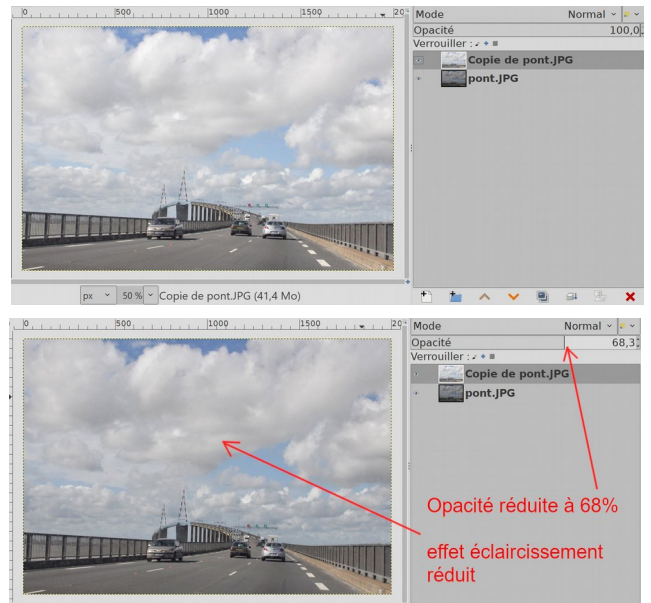 0 500 1000 1500 20
Mode Normal
Opacité 100,0
Verrouiller :
Copie de pont.JPG
pont.JPG
px 50 % Copie de pont.JPG (41,4 Mo)
0 500 1000 1500 20
Mode Normal
Opacité 68,3
Verrouiller :
Copie de pont.JPG
pont.JPG
Opacité réduite à 68%
effet éclaircissement
réduit